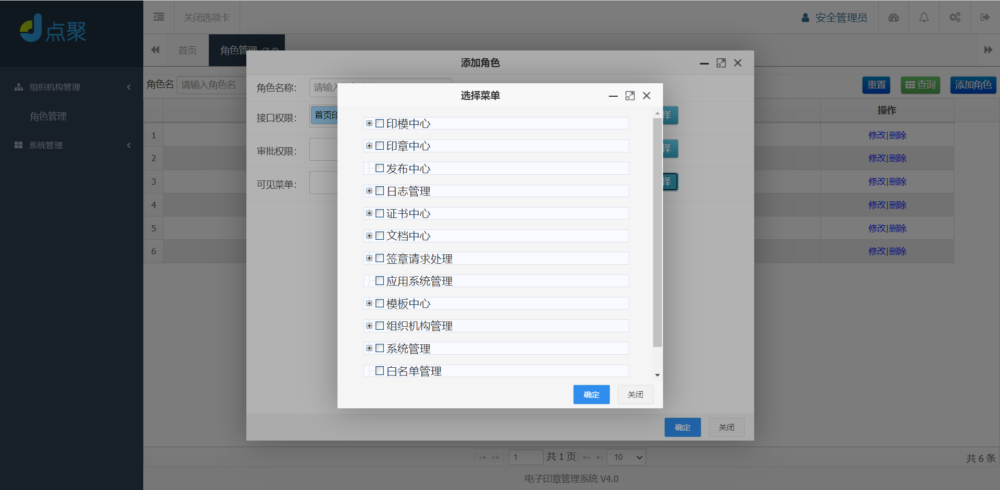 点聚
关闭选项卡
安全管理员
首页
角色管理
组织机构管理
角色管理
系统管理
角色名
请输入角色名
重置
查询
添加角色
操作
1
修改|删除
2
修改|删除
3
修改|删除
4
修改|删除
5
修改|删除
6
修改|删除
添加角色
角色名称:
请输入
接口权限:
首页印
择
审批权限:
择
可见菜单:
择
选择菜单
印模中心
印章中心
发布中心
日志管理
证书中心
文档中心
签章请求处理
应用系统管理
模板中心
组织机构管理
系统管理
白名单管理
确定
关闭
确定
关闭
1
共 1 页
10
共 6 条
电子印章管理系统 V4.0